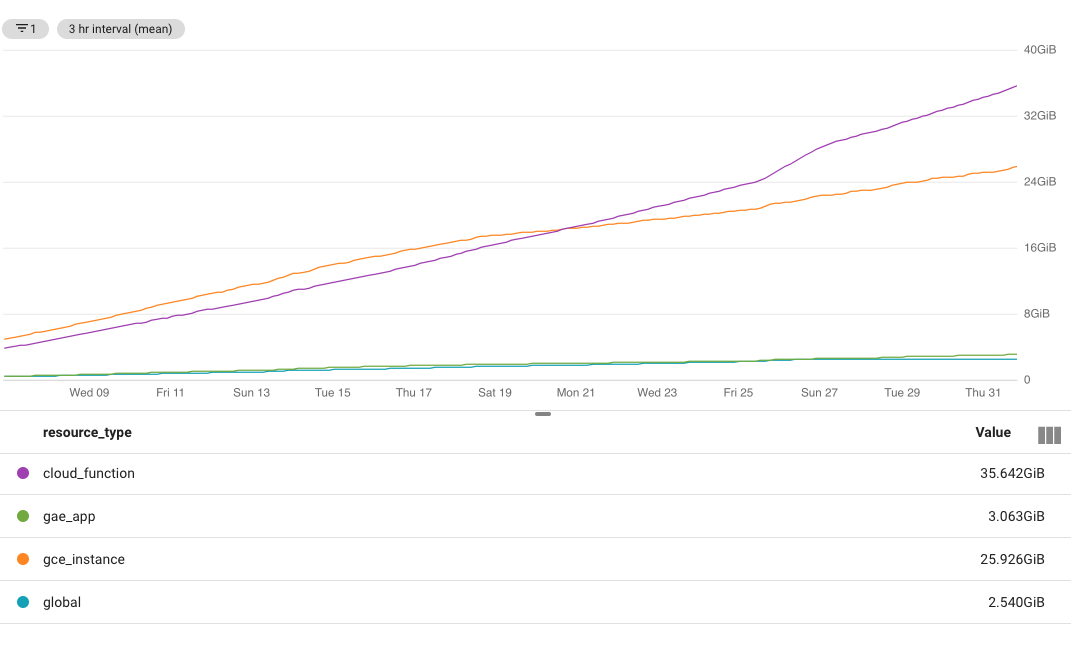 1 3 hr interval (mean)
40GiB
32GiB
24GiB
16GiB
8GiB
0
Wed 09 Fri 11 Sun 13 Tue 15 Thu 17 Sat 19 Mon 21 Wed 23 Fri 25 Sun 27 Tue 29 Thu 31
resource_type Value
cloud_function 35.642GiB
gae_app 3.063GiB
gce_instance 25.926GiB
global 2.540GiB